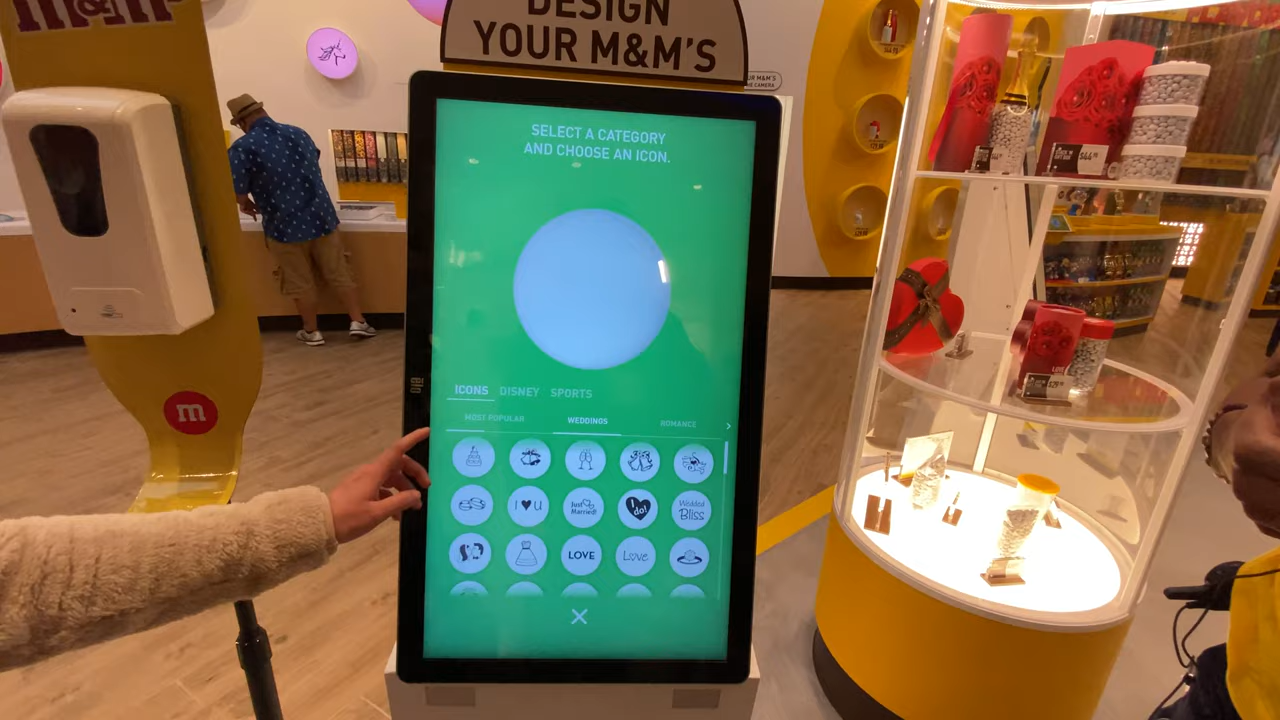 m&m's
DESIGN
YOUR M&M'S
SELECT A CATEGORY
AND CHOOSE AN ICON.
ICONS DISNEY SPORTS
MOST POPULAR WEDDINGS ROMANCE >
I ♥ U
Just Married!
I do!
Wedded Bliss
LOVE
Love
X
m